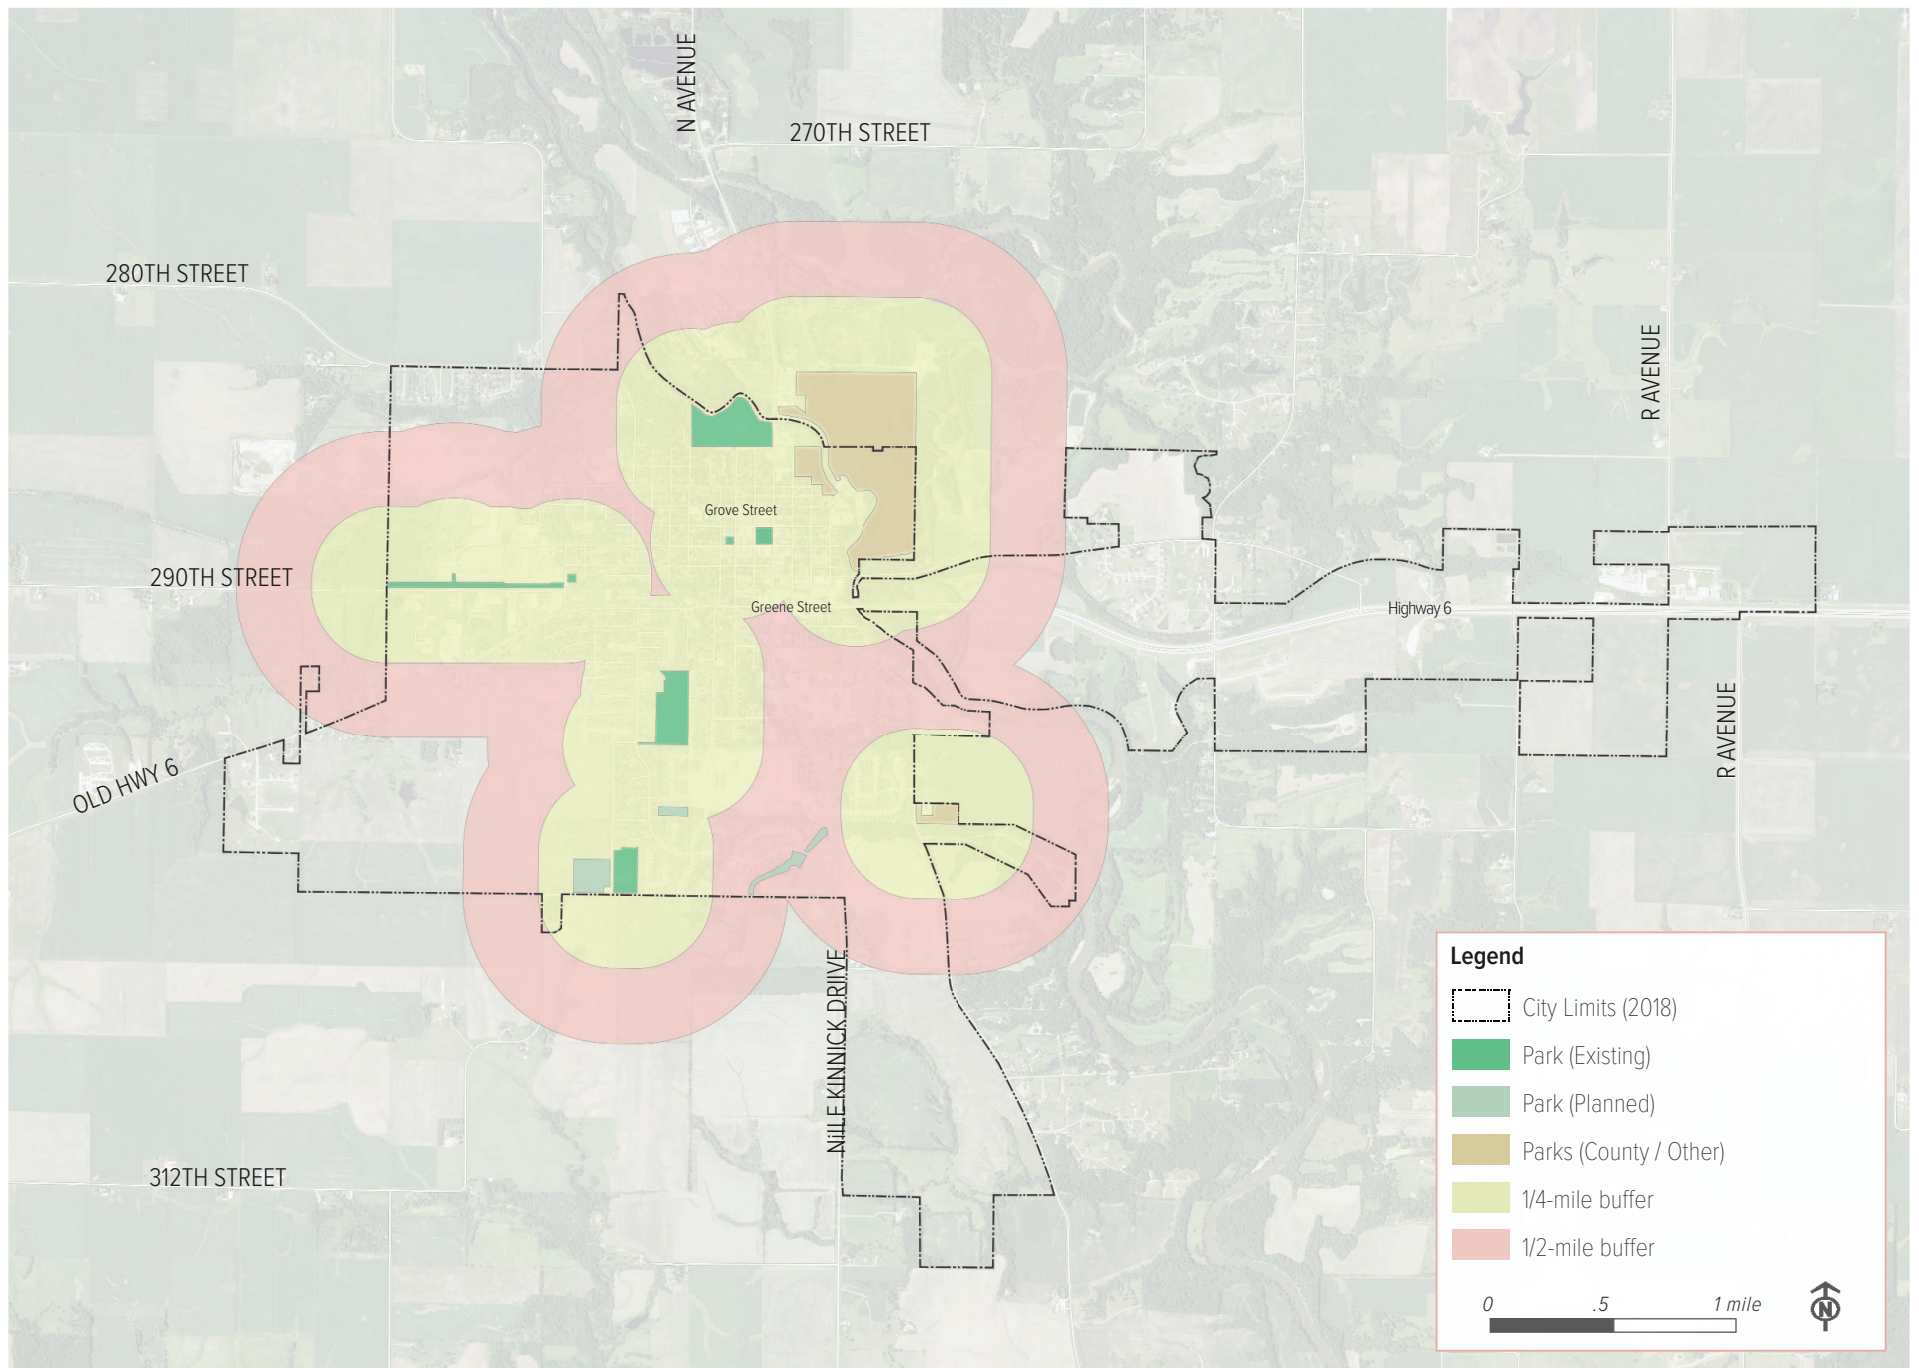 N AVENUE
270TH STREET
280TH STREET
R AVENUE
Grove Street
290TH STREET
Greene Street
Highway 6
R AVENUE
OLD HWY 6
NiILE KINNICK DRIIVE
312TH STREET
Legend
City Limits (2018)
Park (Existing)
Park (Planned)
Parks (County / Other)
1/4-mile buffer
1/2-mile buffer
0 .5 1 mile
N